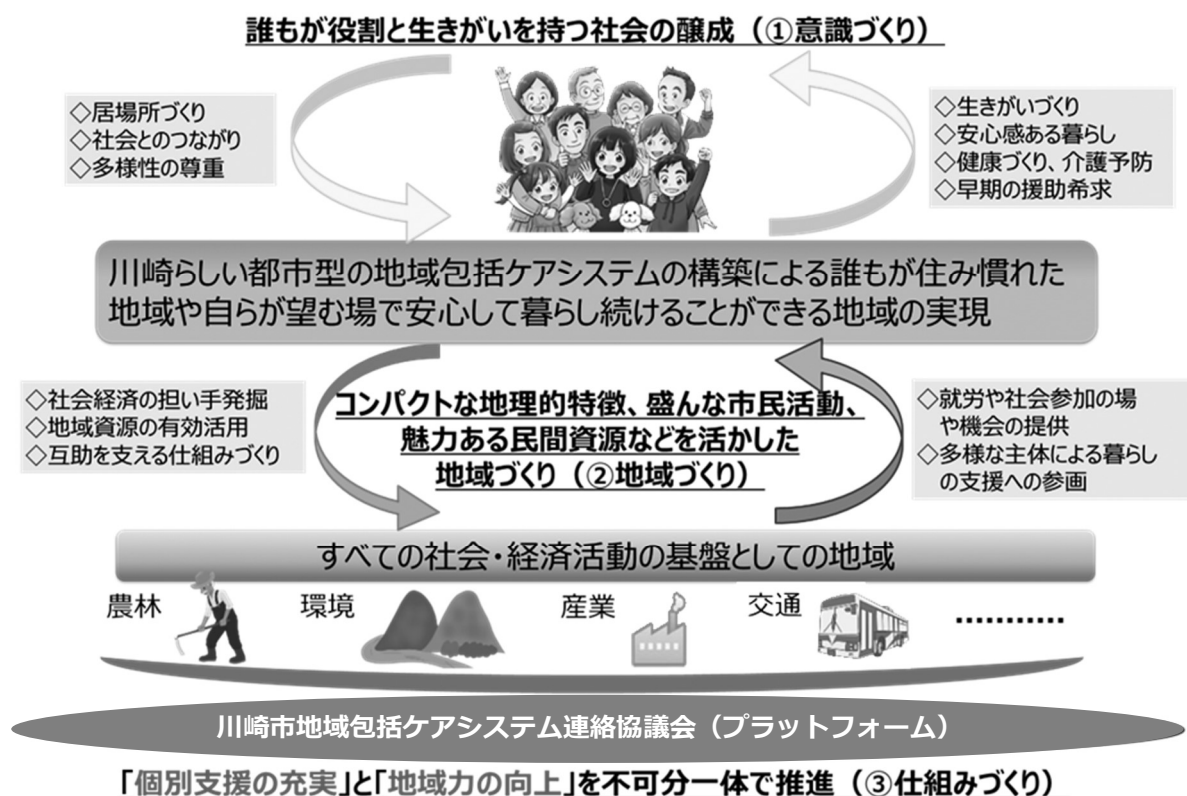 誰もが役割と生きがいを持つ社会の醸成（①意識づくり）
◇居場所づくり
◇社会とのつながり
◇多様性の尊重
◇生きがいづくり
◇安心感ある暮らし
◇健康づくり、介護予防
◇早期の援助希求
川崎らしい都市型の地域包括ケアシステムの構築による誰もが住み慣れた
地域や自らが望む場で安心して暮らし続けることができる地域の実現
◇社会経済の担い手発掘
◇地域資源の有効活用
◇互助を支える仕組みづくり
コンパクトな地理的特徴、盛んな市民活動、
魅力ある民間資源などを活かした
地域づくり（②地域づくり）
◇就労や社会参加の場
や機会の提供
◇多様な主体による暮らし
の支援への参画
すべての社会・経済活動の基盤としての地域
農林
環境
産業
交通
…………
川崎市地域包括ケアシステム連絡協議会（プラットフォーム）
「個別支援の充実」と「地域力の向上」を不可分一体で推進（③仕組みづくり）